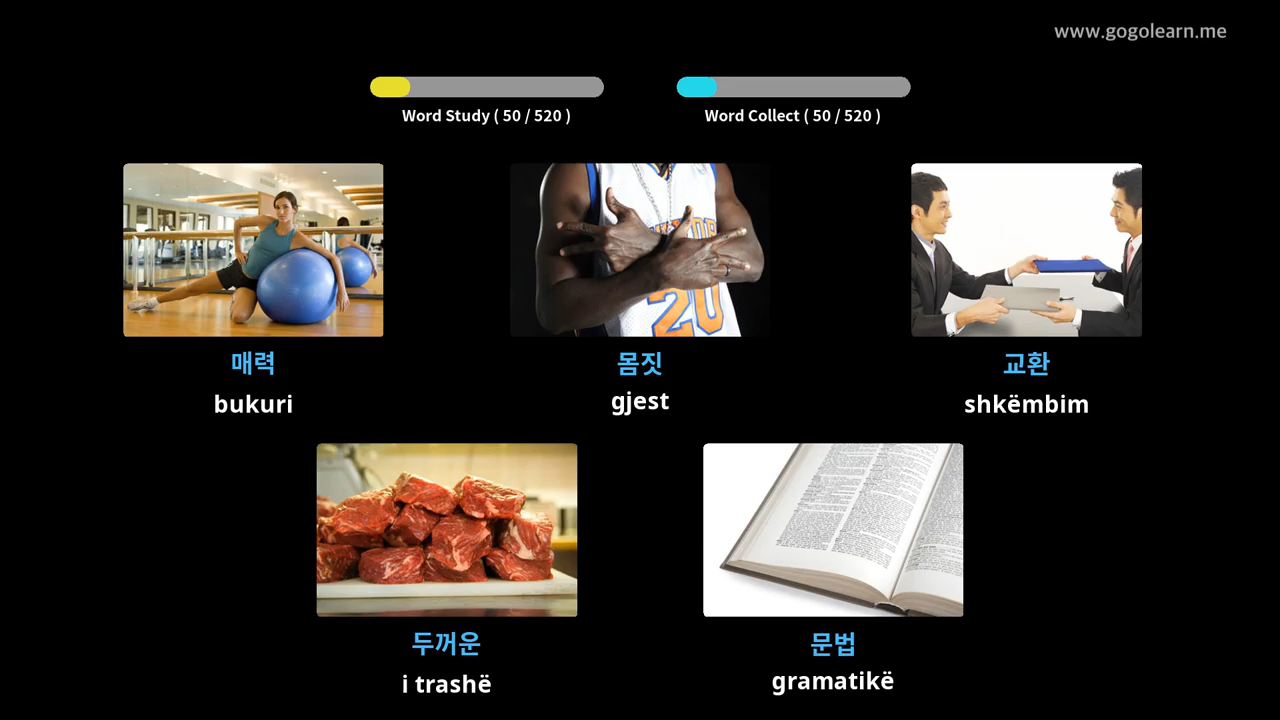 www.gogolearn.me
Word Study ( 50 / 520 )
Word Collect ( 50 / 520 )
20
매력
bukuri
몸짓
gjest
교환
shkëmbim
두꺼운
i trashë
문법
gramatikë